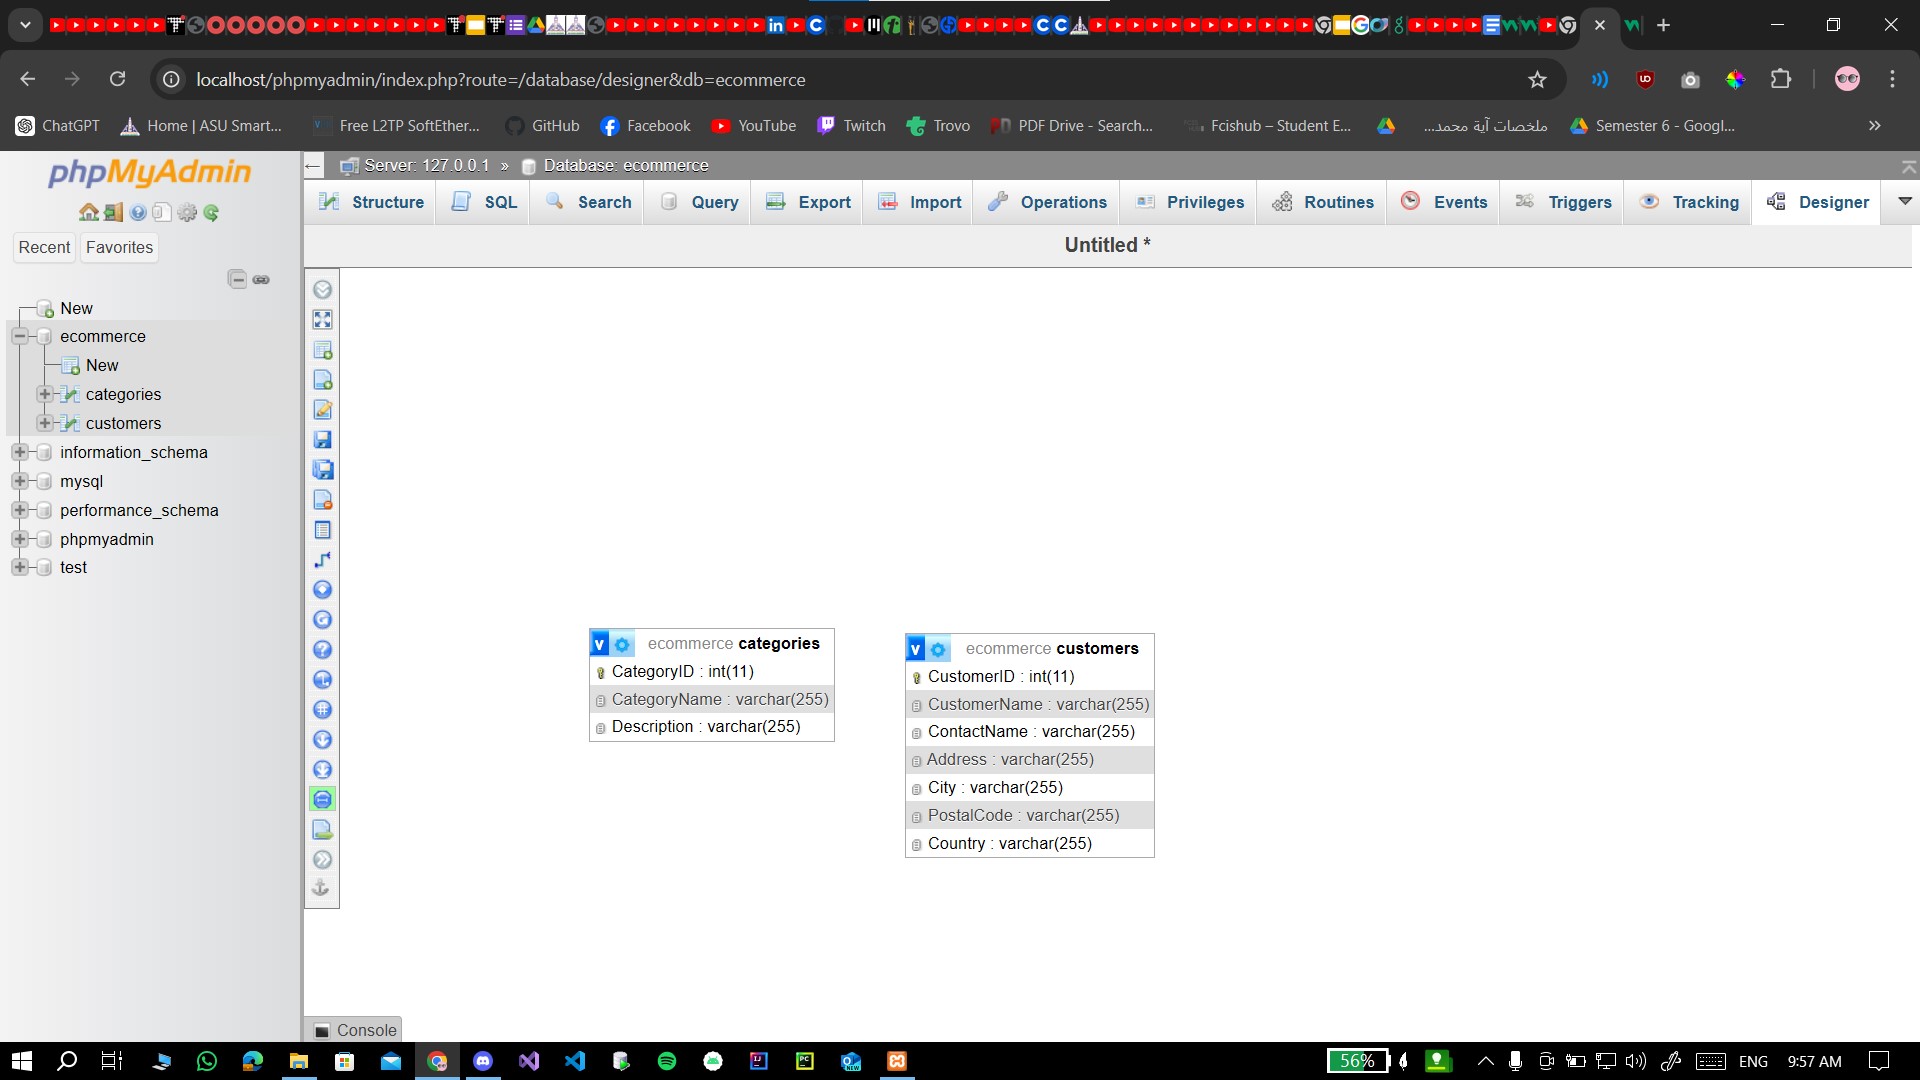 localhost/phpmyadmin/index.php?route=/database/designer&db=ecommerce
ChatGPT
Home | ASU Smart...
Free L2TP SoftEther...
GitHub
Facebook
YouTube
Twitch
Trovo
PDF Drive - Search...
Fcishub – Student E...
ملخصات آية محمد...
Semester 6 - Googl...
phpMyAdmin
Recent
Favorites
New
ecommerce
New
categories
customers
information_schema
mysql
performance_schema
phpmyadmin
test
Server: 127.0.0.1 » Database: ecommerce
Structure
SQL
Search
Query
Export
Import
Operations
Privileges
Routines
Events
Triggers
Tracking
Designer
Untitled *
v ecommerce categories
CategoryID : int(11)
CategoryName : varchar(255)
Description : varchar(255)
v ecommerce customers
CustomerID : int(11)
CustomerName : varchar(255)
ContactName : varchar(255)
Address : varchar(255)
City : varchar(255)
PostalCode : varchar(255)
Country : varchar(255)
Console
56%
ENG
9:57 AM